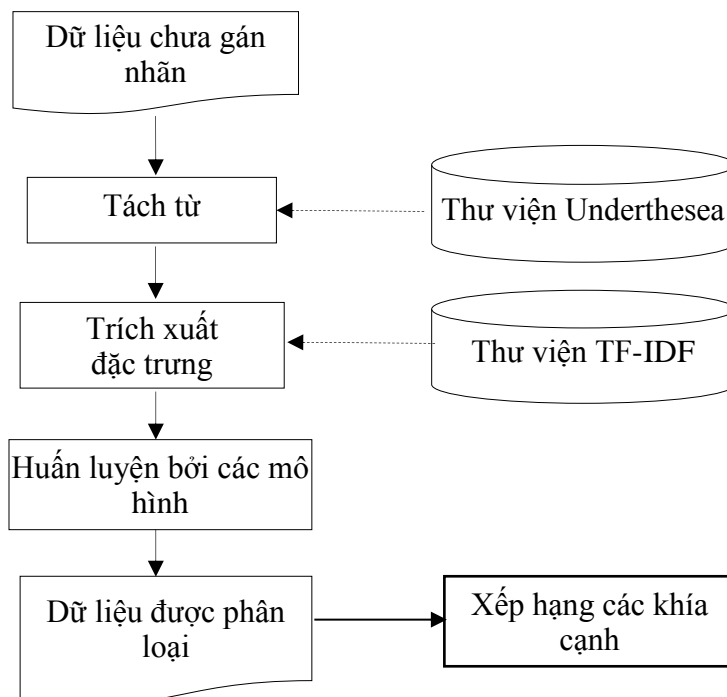 Dữ liệu chưa gán
nhãn
Tách từ
Thư viện Underthesea
Trích xuất
đặc trưng
Thư viện TF-IDF
Huấn luyện bởi các mô
hình
Dữ liệu được phân
loại
Xếp hạng các khía
cạnh